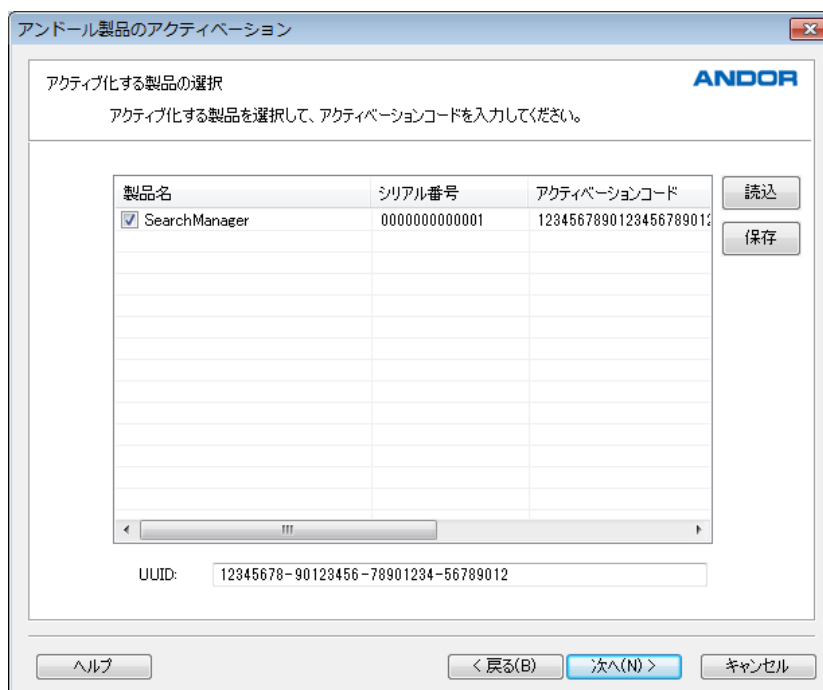 アンドール製品のアクティベーション
アクティブ化する製品の選択
ANDOR
アクティブ化する製品を選択して、アクティベーションコードを入力してください。
製品名 シリアル番号 アクティベーションコード
読込
SearchManager 0000000000001 1234567890123456789012
保存
UUID: 12345678-90123456-78901234-56789012
ヘルプ < 戻る(B) 次へ(N) > キャンセル